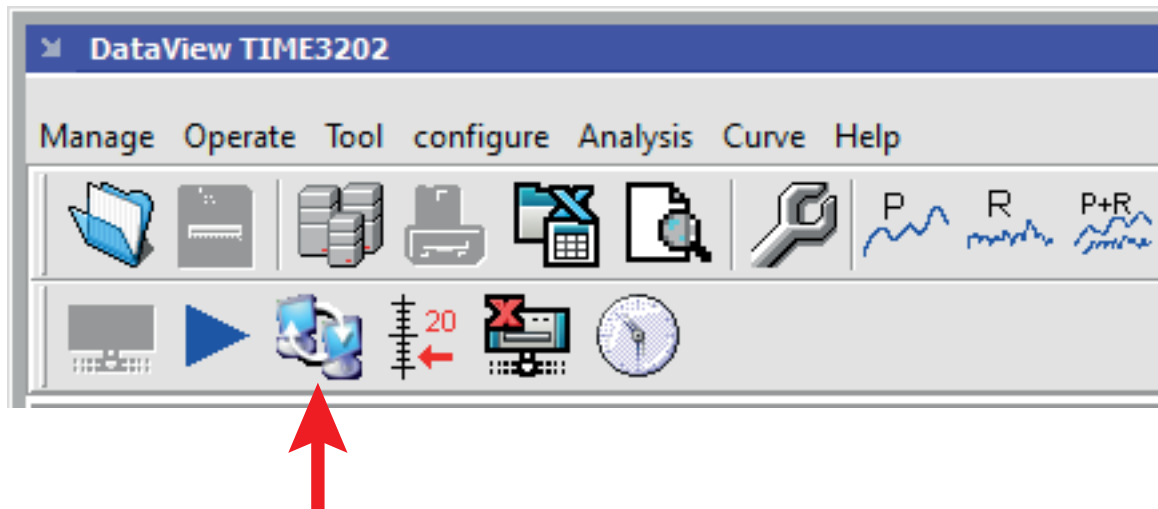 DataView TIME3202
Manage Operate Tool configure Analysis Curve Help
P R P+R
20